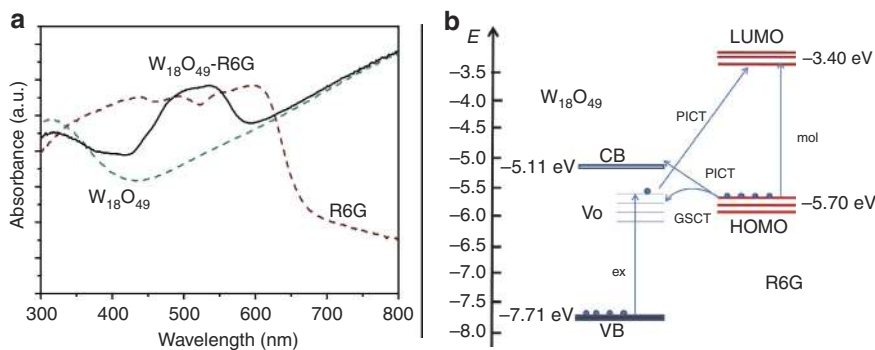 a
Absorbance (a.u.)
W18O49-R6G
W18O49
R6G
300 400 500 600 700 800
Wavelength (nm)
b
E
−3.5
−4.0
−4.5
−5.0
−5.5
−6.0
−6.5
−7.0
−7.5
−8.0
W18O49
CB
−5.11 eV
Vo
ex
−7.71 eV
VB
LUMO
−3.40 eV
PICT
mol
PICT
GSCT
−5.70 eV
HOMO
R6G